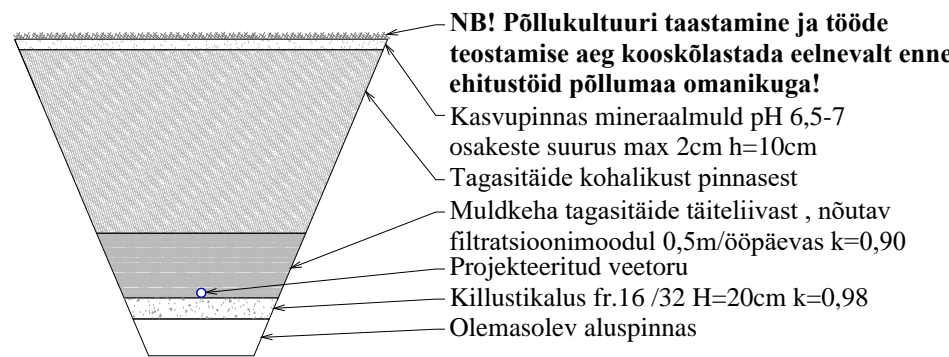 NB! Põllukultuuri taastamine ja tööde
teostamise aeg kooskõlastada eelnevalt enne
ehitustöid põllumaa omanikuga!
Kasvupinnas mineraalmuld pH 6,5-7
osakeste suurus max 2cm h=10cm
Tagasitäide kohalikust pinnasest
Muldkeha tagasitäide täiteliivast , nõutav
filtratsioonimoodul 0,5m/ööpäevas k=0,90
Projekteeritud veetoru
Killustikalus fr.16 /32 H=20cm k=0,98
Olemasolev aluspinnas